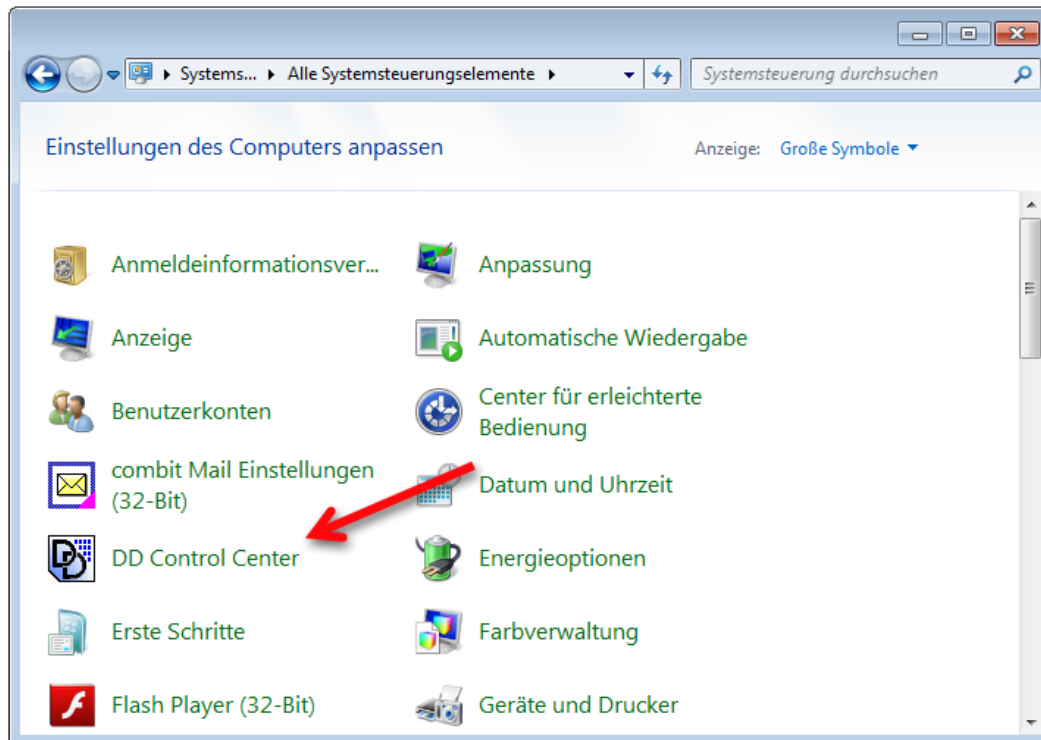 Systems... ▸ Alle Systemsteuerungselemente ▸
Systemsteuerung durchsuchen
Einstellungen des Computers anpassen
Anzeige: Große Symbole
Anmeldeinformationsver...
Anpassung
Anzeige
Automatische Wiedergabe
Benutzerkonten
Center für erleichterte
Bedienung
combit Mail Einstellungen
(32-Bit)
Datum und Uhrzeit
DD Control Center
Energieoptionen
Erste Schritte
Farbverwaltung
Flash Player (32-Bit)
Geräte und Drucker